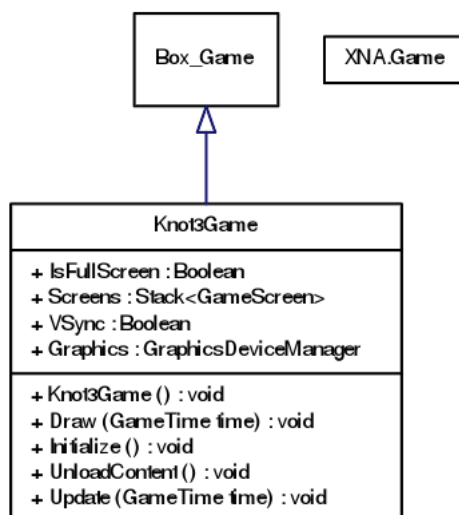 Box_Game
XNA.Game
Knot3Game
+ IsFullScreen : Boolean
+ Screens : Stack<GameScreen>
+ VSync : Boolean
+ Graphics : GraphicsDeviceManager
+ Knot3Game () : void
+ Draw (GameTime time) : void
+ Initialize () : void
+ UnloadContent() : void
+ Update (GameTime time) : void